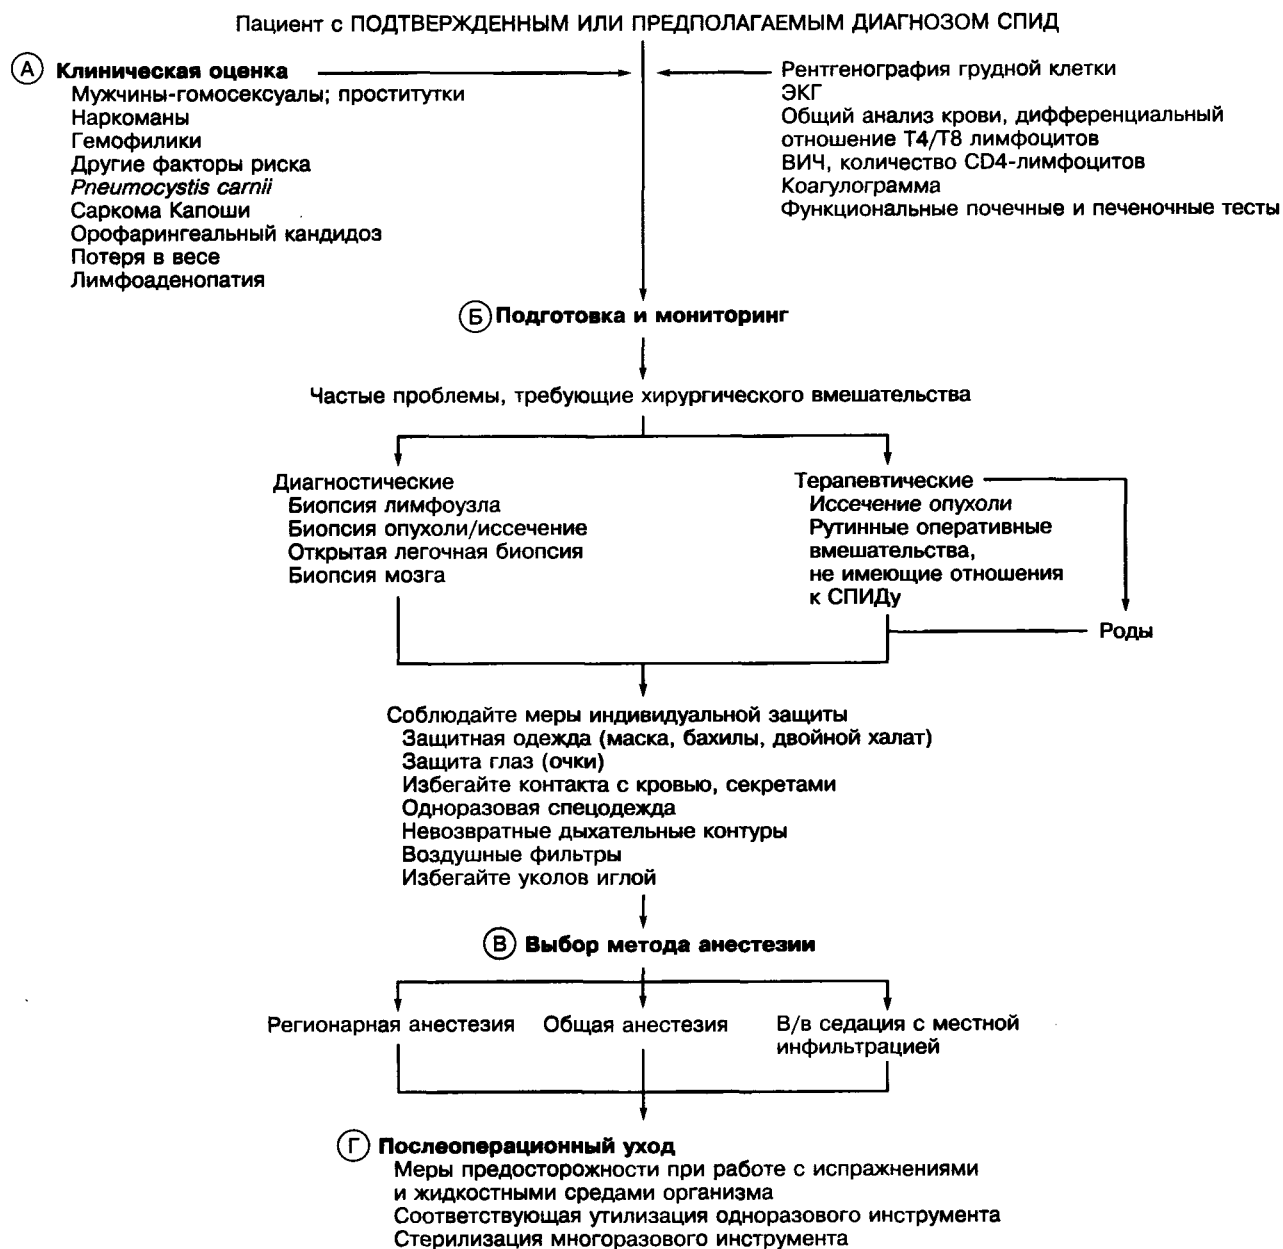 Пациент с ПОДТВЕРЖДЕННЫМ ИЛИ ПРЕДПОЛАГАЕМЫМ ДИАГНОЗОМ СПИД
А Клиническая оценка
Мужчины-гомосексуалы; проститутки
Наркоманы
Гемофилики
Другие факторы риска
Pneumocystis carnii
Саркома Капоши
Орофарингеальный кандидоз
Потеря в весе
Лимфоаденопатия
Рентгенография грудной клетки
ЭКГ
Общий анализ крови, дифференциальный
отношение Т4/Т8 лимфоцитов
ВИЧ, количество CD4-лимфоцитов
Коагулограмма
Функциональные почечные и печеночные тесты
Б Подготовка и мониторинг
Частые проблемы, требующие хирургического вмешательства
Диагностические
Биопсия лимфоузла
Биопсия опухоли/иссечение
Открытая легочная биопсия
Биопсия мозга
Терапевтические
Иссечение опухоли
Рутинные оперативные
вмешательства,
не имеющие отношения
к СПИДу
Роды
Соблюдайте меры индивидуальной защиты
Защитная одежда (маска, бахилы, двойной халат)
Защита глаз (очки)
Избегайте контакта с кровью, секретами
Одноразовая спецодежда
Невозвратные дыхательные контуры
Воздушные фильтры
Избегайте уколов иглой
В Выбор метода анестезии
Регионарная анестезия
Общая анестезия
В/в седация с местной
инфильтрацией
Г Послеоперационный уход
Меры предосторожности при работе с испражнениями
и жидкостными средами организма
Соответствующая утилизация одноразового инструмента
Стерилизация многоразового инструмента